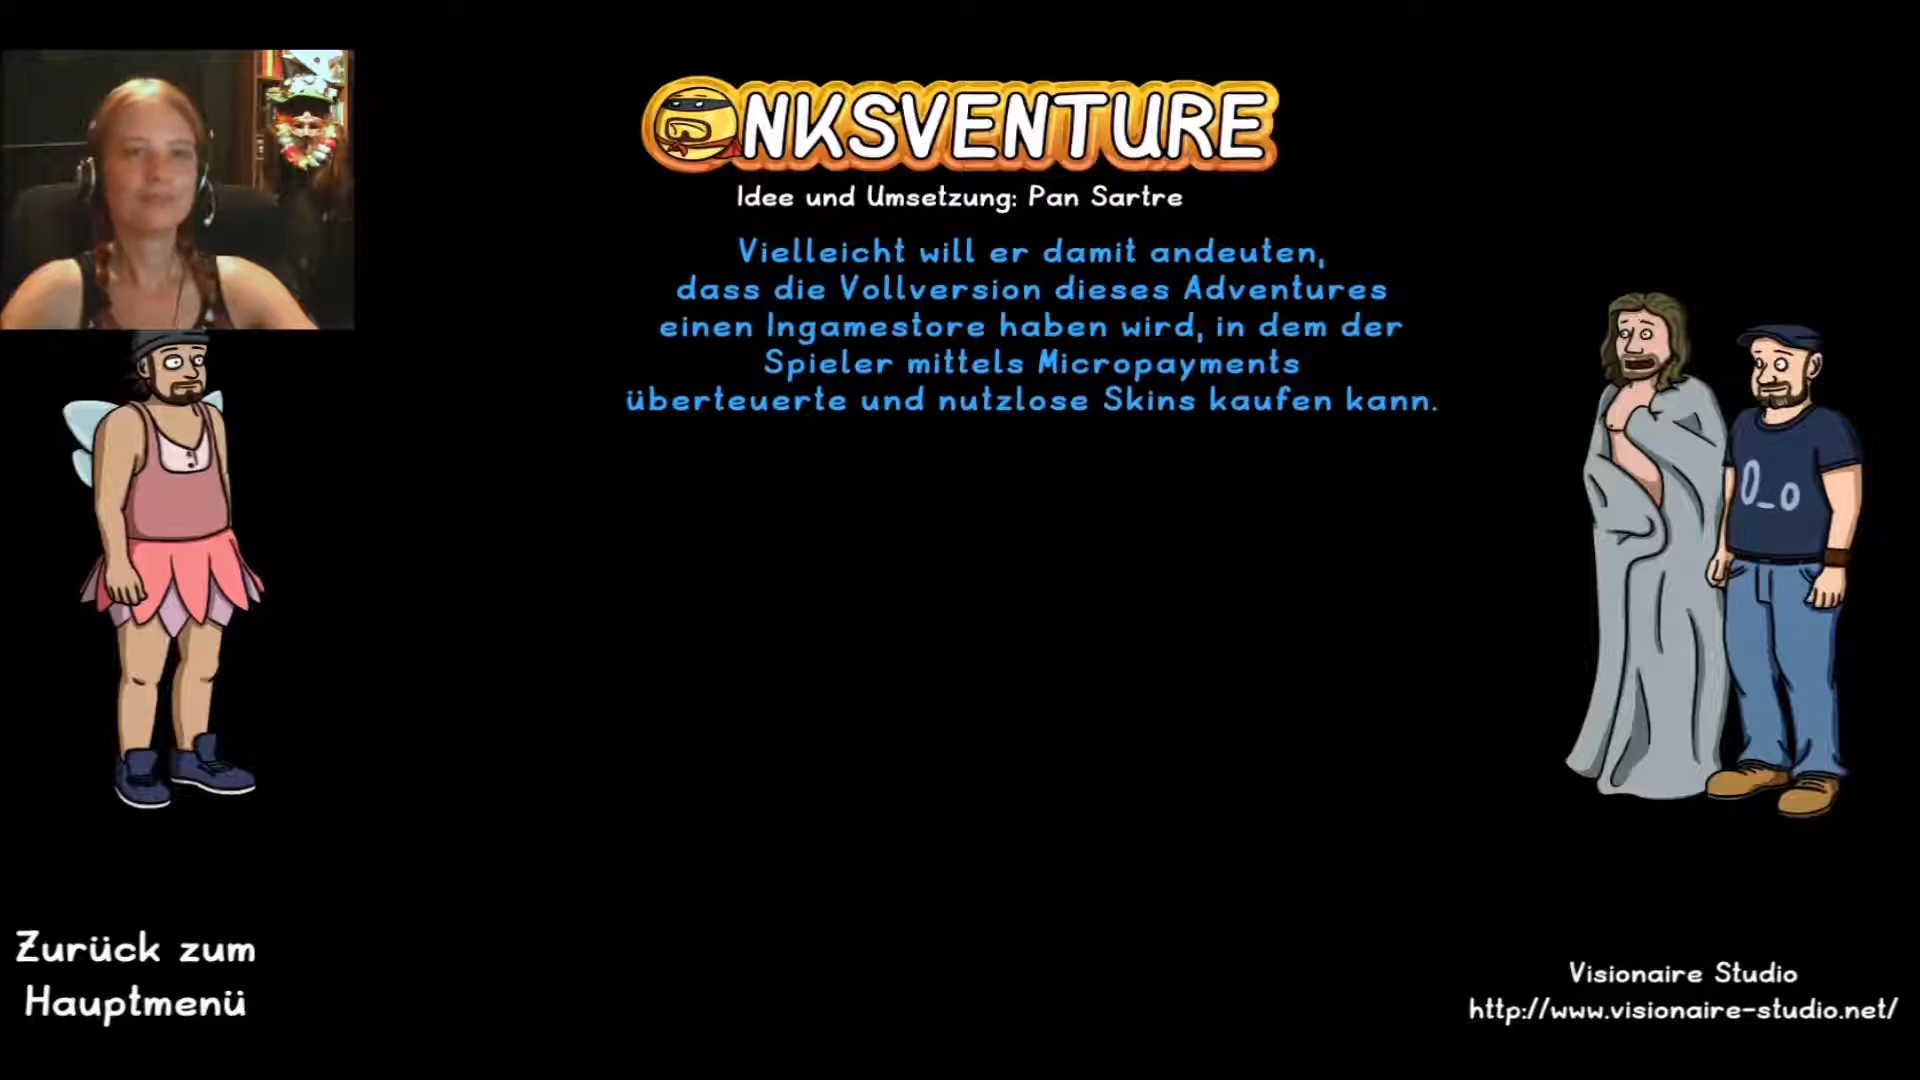 ONKSVENTURE
Idee und Umsetzung: Pan Sartre
Vielleicht will er damit andeuten,
dass die Vollversion dieses Adventures
einen Ingamestore haben wird, in dem der
Spieler mittels Micropayments
überteuerte und nutzlose Skins kaufen kann.
O_o
Zurück zum
Hauptmenü
Visionaire Studio
http://www.visionaire-studio.net/